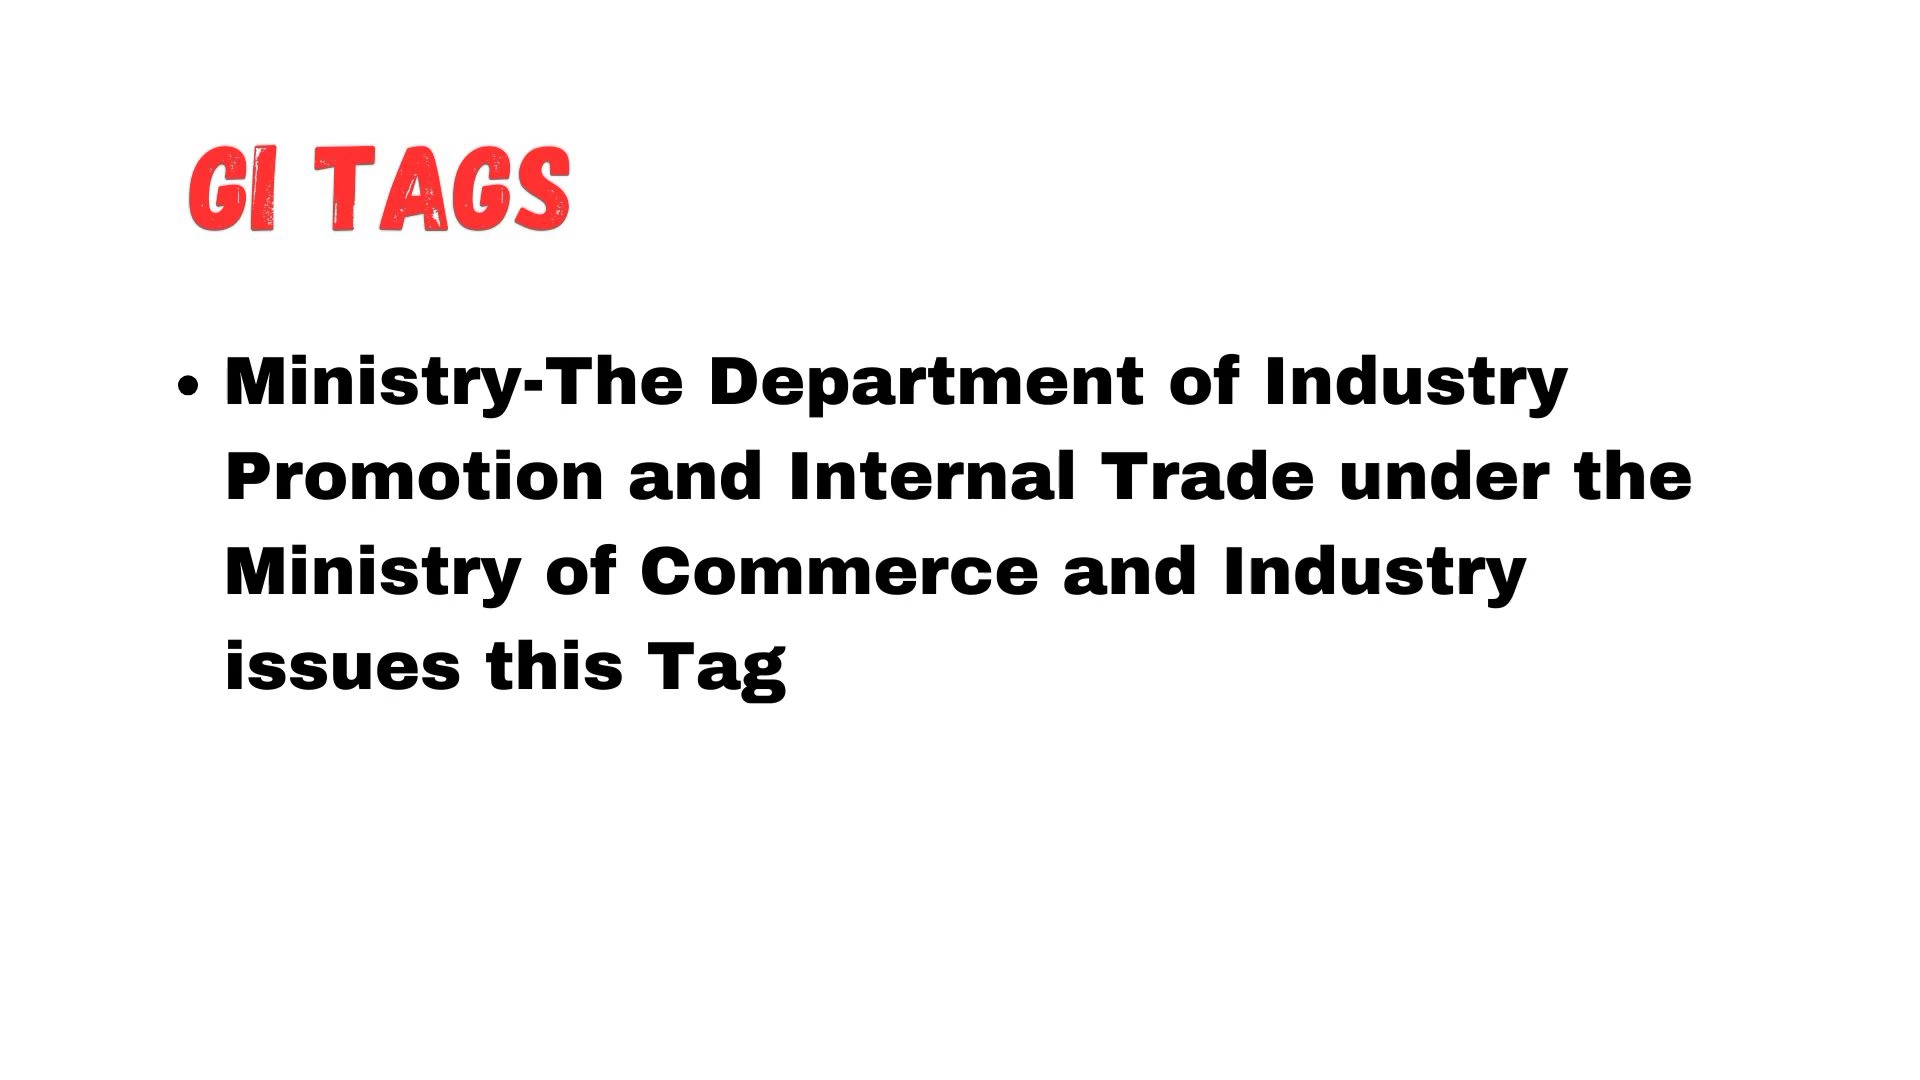 GI TAGS
• Ministry-The Department of Industry
Promotion and Internal Trade under the
Ministry of Commerce and Industry
issues this Tag